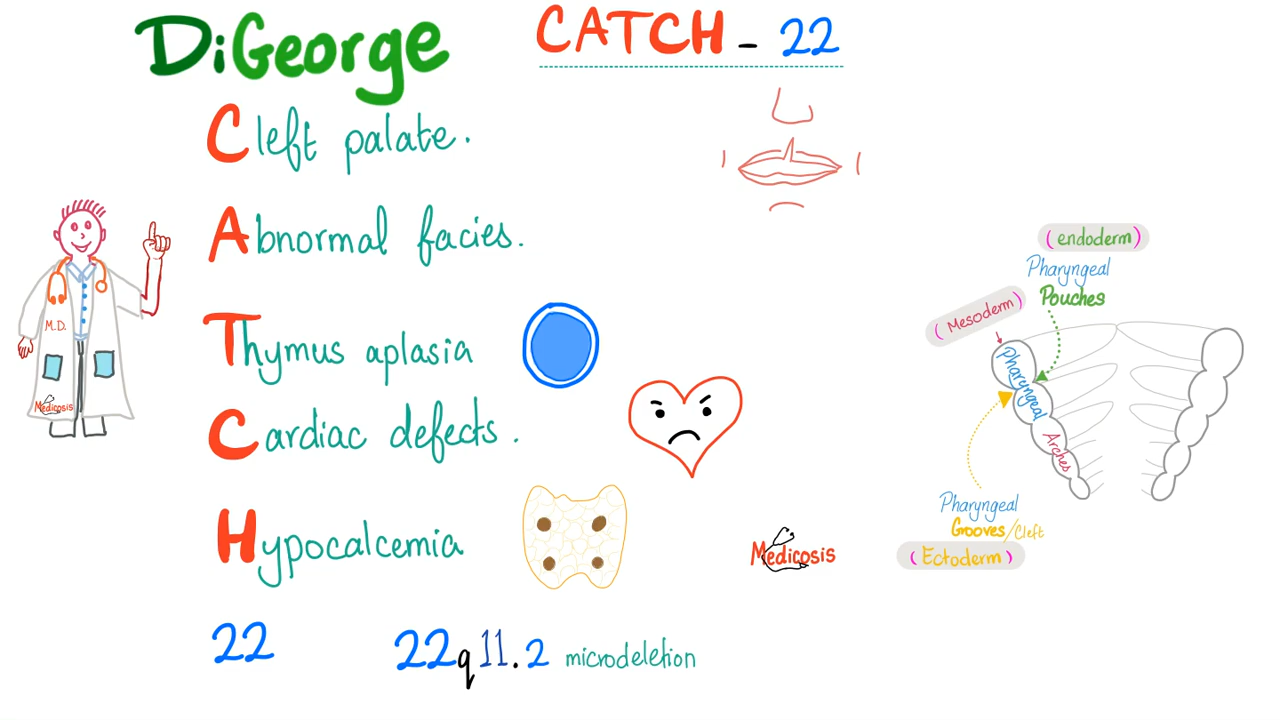 DiGeorge
CATCH - 22
Cleft palate.
Abnormal facies.
Thymus aplasia
Cardiac defects.
Hypocalcemia
22
22q11.2 microdeletion
M.D.
Medicosis
Medicosis
(endoderm)
Pharyngeal
Pouches
(Mesoderm)
Pharyngeal
Arches
Pharyngeal
Grooves/Cleft
(Ectoderm)